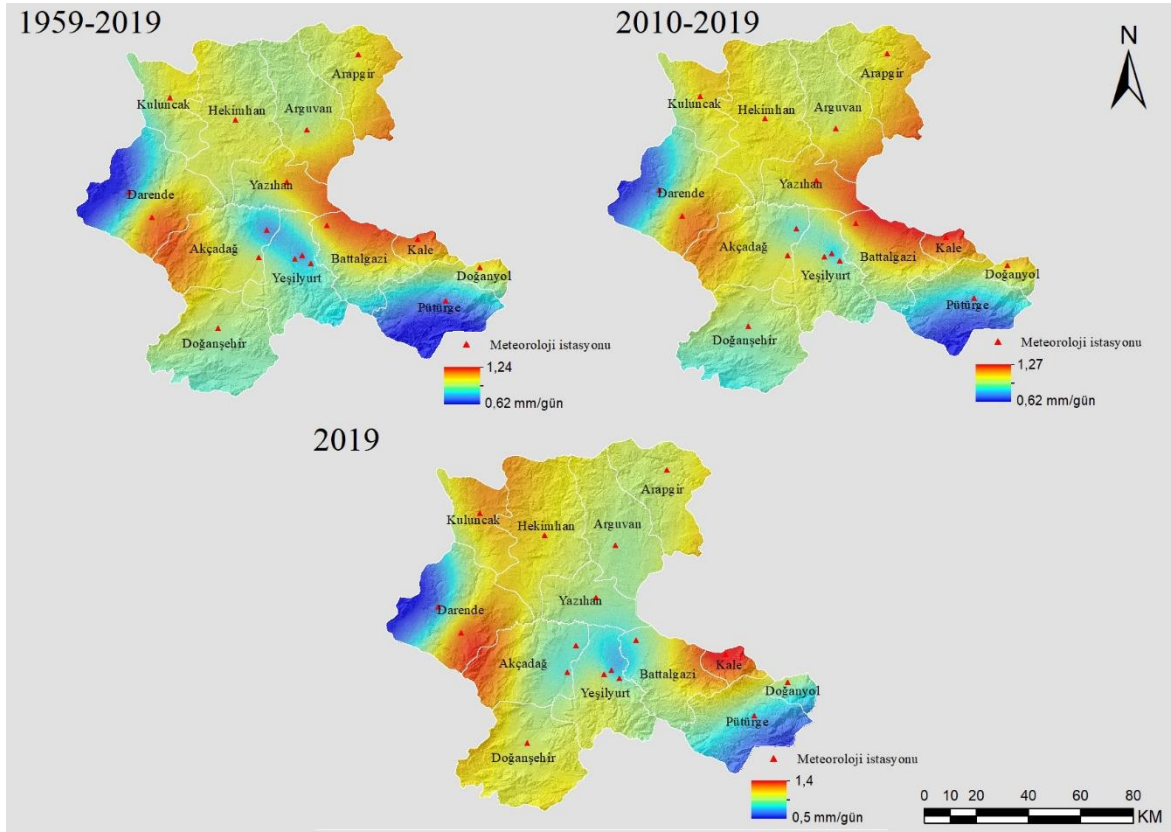 1959-2019
Arapgir
Kuluncak
Hekimhan
Arguvan
Yazıhan
Darende
Akçadağ
Kale
Battalgazi
Yeşilyurt
Doğanyol
Pütürge
Doğanşehir
Meteoroloji istasyonu
1,24
0,62 mm/gün
2010-2019
N
Arapgir
Kuluncak
Hekimhan
Arguvan
Yazıhan
Darende
Akçadağ
Kale
Battalgazi
Yeşilyurt
Doğanyol
Pütürge
Doğanşehir
Meteoroloji istasyonu
1,27
0,62 mm/gün
2019
Arapgir
Kuluncak
Hekimhan
Arguvan
Yazıhan
Darende
Akçadağ
Kale
Battalgazi
Yeşilyurt
Doğanyol
Pütürge
Doğanşehir
Meteoroloji istasyonu
1,4
0,5 mm/gün
0 10 20 40 60 80
KM